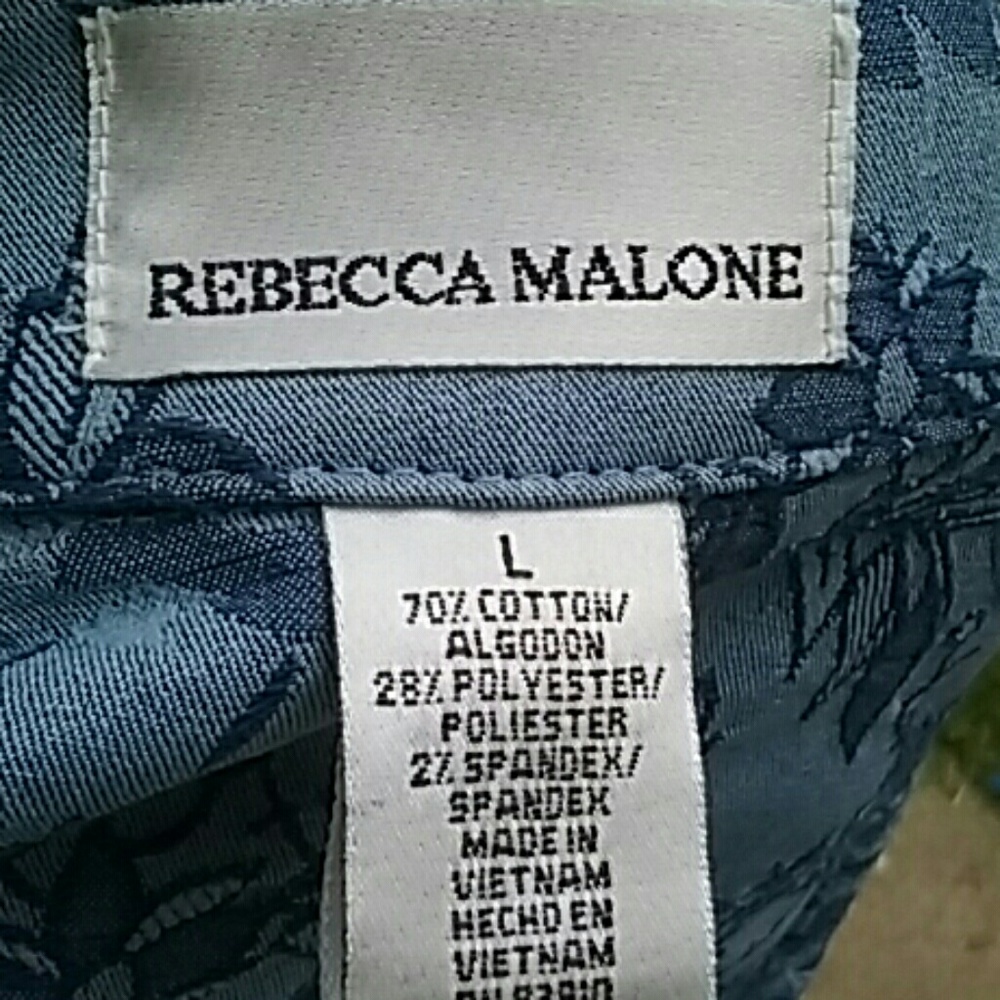 REBECCA MALONE
L
70% COTTON/
ALGODON
28% POLYESTER/
POLIESTER
2% SPANDEX/
SPANDEX
MADE IN
VIETNAM
HECHO EN
VIETNAM